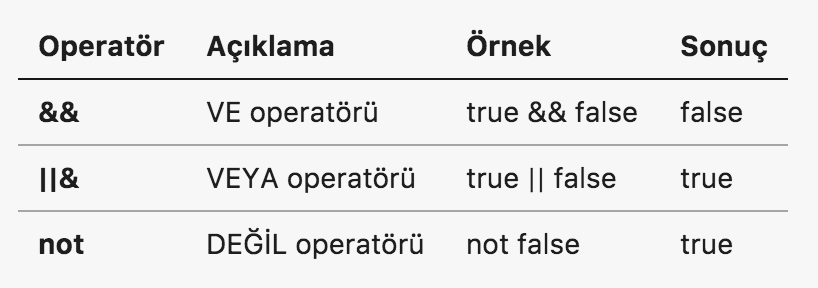 Operatör Açıklama Örnek Sonuç
&& VE operatörü true && false false
||& VEYA operatörü true || false true
not DEĞİL operatörü not false true